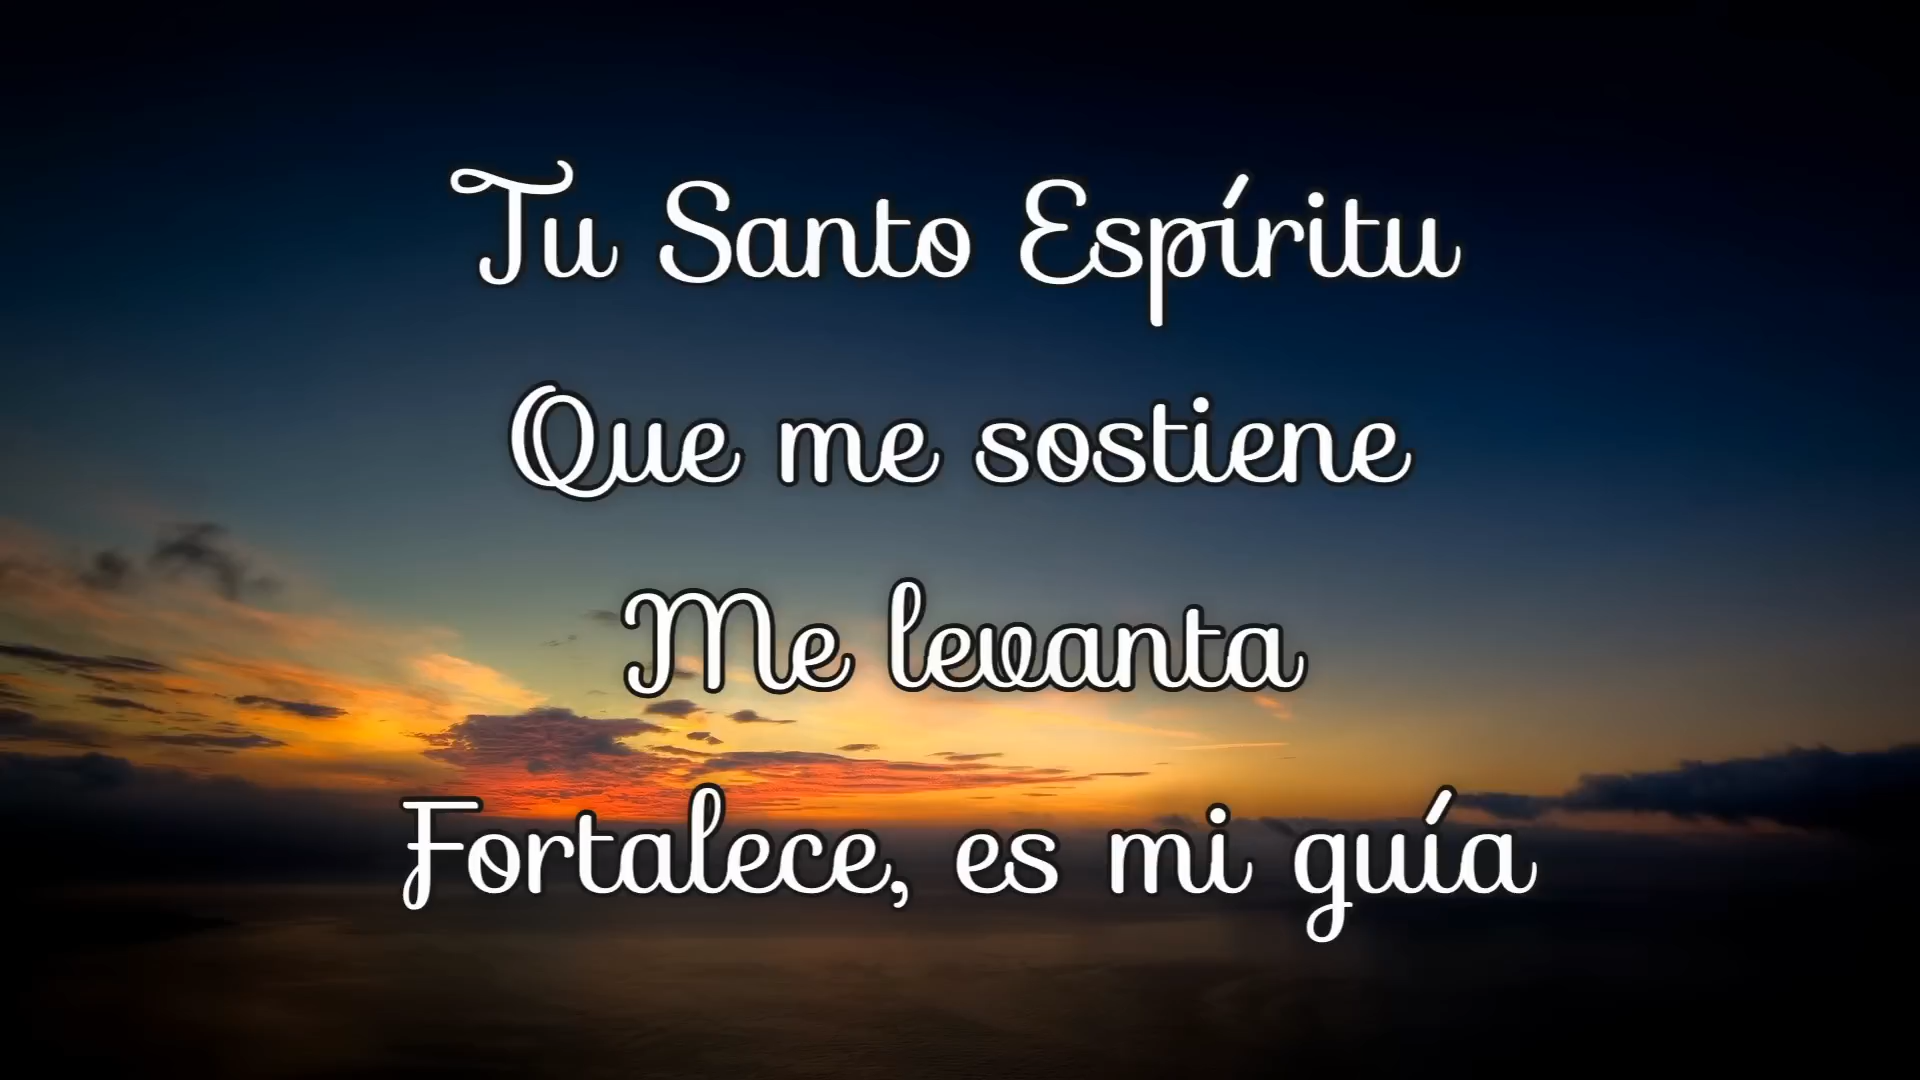 Tu Santo Espíritu
Que me sostiene
Me levanta
Fortalece, es mi guía